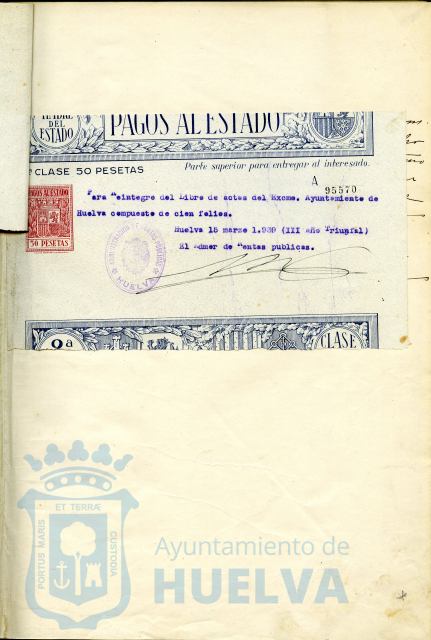 TIMBRE
DEL
ESTADO
PAGOS AL ESTADO
ª CLASE 50 PESETAS
Parte superior para entregar al interesado.
A
95570
PAGOS AL ESTADO
50 PESETAS
Para Reintegro del Libro de actas del Excmo. Ayuntamiento de
Huelva compuesto de cien folios.
Huelva 15 marzo 1.939 (III año Triunfal)
El admor de Rentas publicas.
HUELVA
9ª
CLASE
PORTUS MARIS
ET TERRÆ
CUSTODIA
Ayuntamiento de
HUELVA